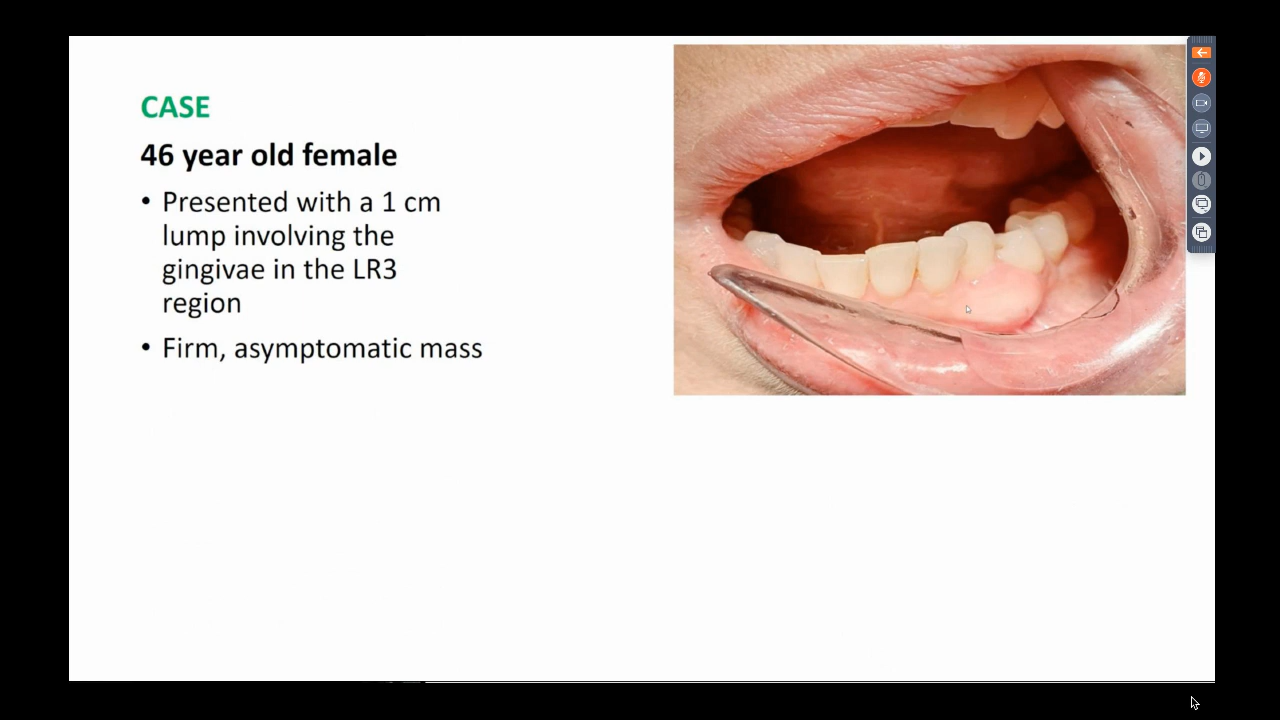 CASE
46 year old female
• Presented with a 1 cm
lump involving the
gingivae in the LR3
region
• Firm, asymptomatic mass